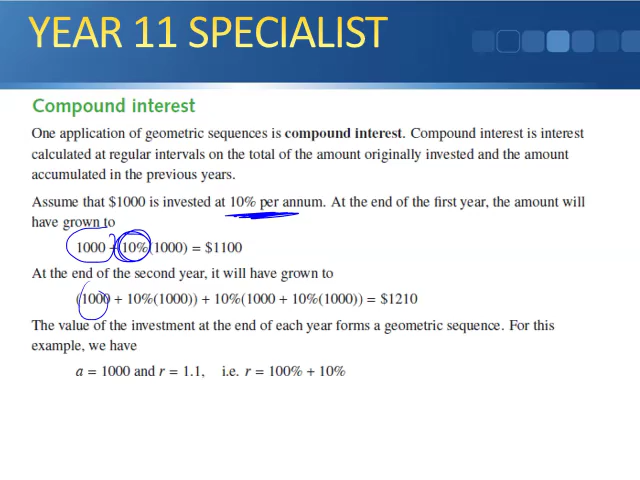 YEAR 11 SPECIALIST
Compound interest
One application of geometric sequences is compound interest. Compound interest is interest
calculated at regular intervals on the total of the amount originally invested and the amount
accumulated in the previous years.
Assume that $1000 is invested at 10% per annum. At the end of the first year, the amount will
have grown to
1000 + 10%(1000) = $1100
At the end of the second year, it will have grown to
(1000 + 10%(1000)) + 10%(1000 + 10%(1000)) = $1210
The value of the investment at the end of each year forms a geometric sequence. For this
example, we have
a = 1000 and r = 1.1, i.e. r = 100% + 10%